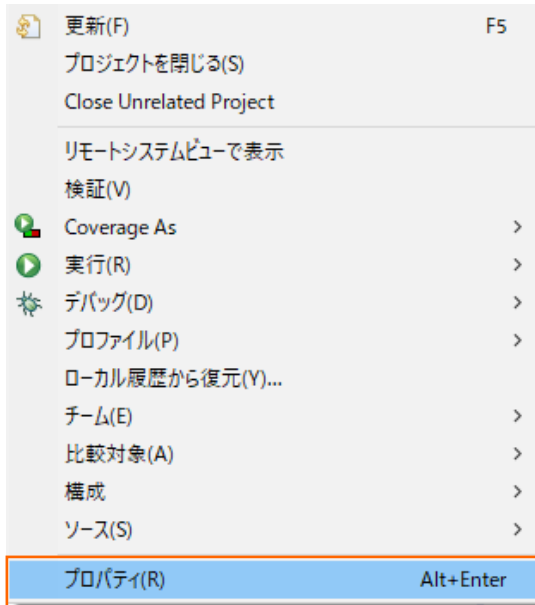 更新(F) F5
プロジェクトを閉じる(S)
Close Unrelated Project
リモートシステムビューで表示
検証(V)
Coverage As
実行(R)
デバッグ(D)
プロファイル(P)
ローカル履歴から復元(Y)...
チーム(E)
比較対象(A)
構成
ソース(S)
プロパティ(R) Alt+Enter